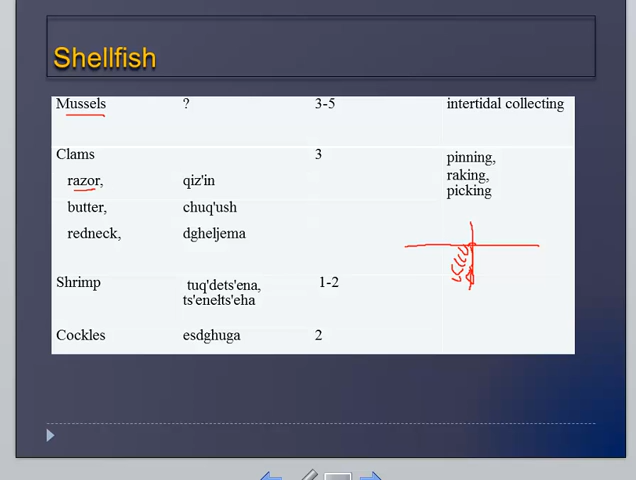 Shellfish
Mussels ? 3-5 intertidal collecting
Clams 3 pinning,
raking,
picking
razor, qiz'in
butter, chuq'ush
redneck, dgheljema
Shrimp tuq'dets'ena, 1-2
ts'enełts'eha
Cockles esdghuga 2